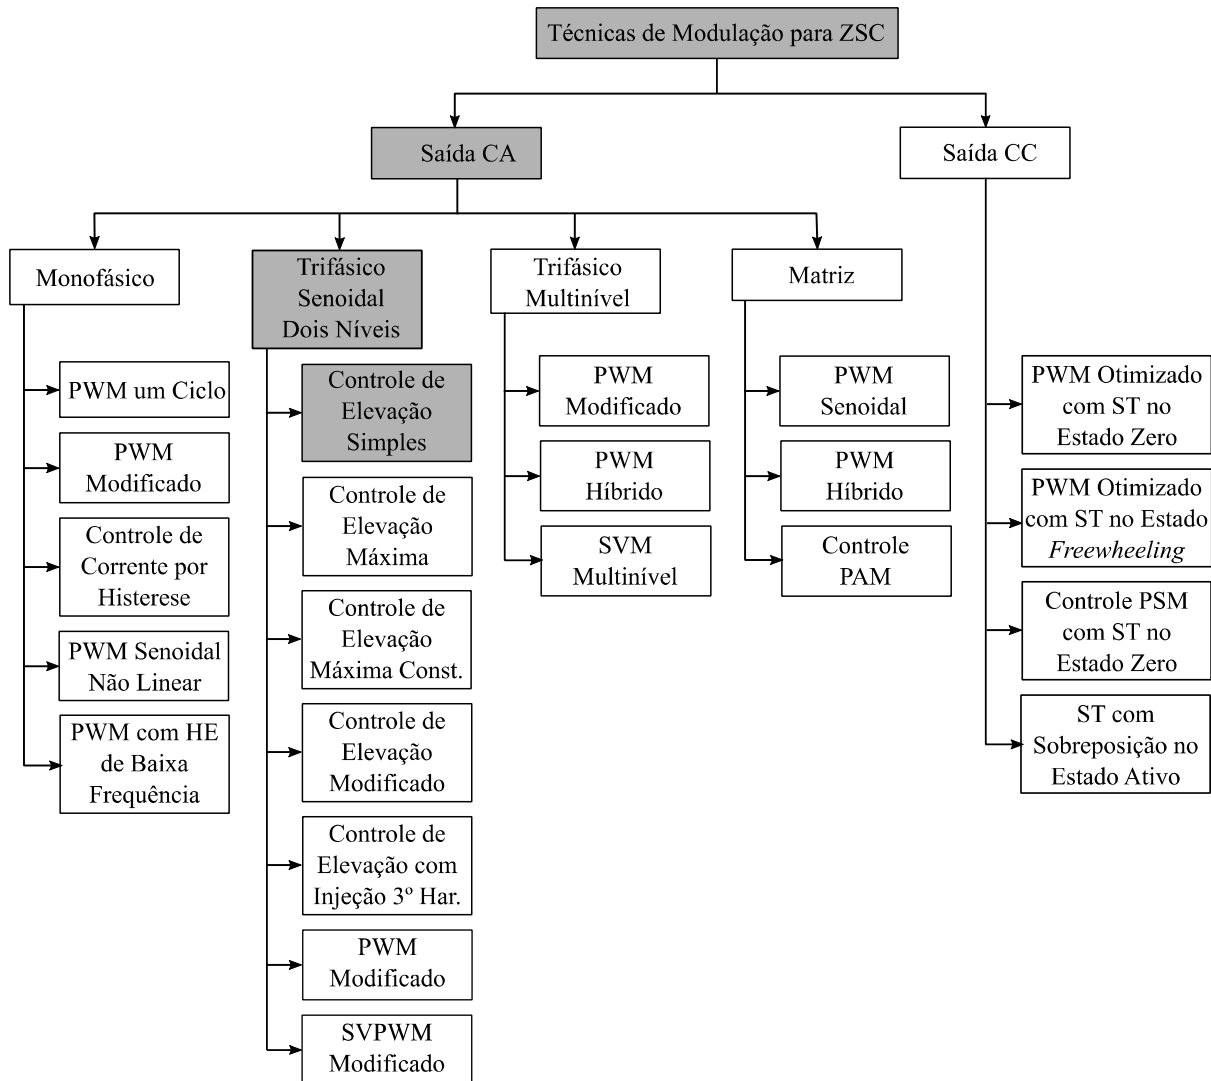 Técnicas de Modulação para ZSC
Saída CA
Saída CC
Monofásico
PWM um Ciclo
PWM
Modificado
Controle de
Corrente por
Histerese
PWM Senoidal
Não Linear
PWM com HE
de Baixa
Frequência
Trifásico
Senoidal
Dois Níveis
Controle de
Elevação
Simples
Controle de
Elevação
Máxima
Controle de
Elevação
Máxima Const.
Controle de
Elevação
Modificado
Controle de
Elevação com
Injeção 3º Har.
PWM
Modificado
SVPWM
Modificado
Trifásico
Multinível
PWM
Modificado
PWM
Híbrido
SVM
Multinível
Matriz
PWM
Senoidal
PWM
Híbrido
Controle
PAM
PWM Otimizado
com ST no
Estado Zero
PWM Otimizado
com ST no Estado
Freewheeling
Controle PSM
com ST no
Estado Zero
ST com
Sobreposição no
Estado Ativo